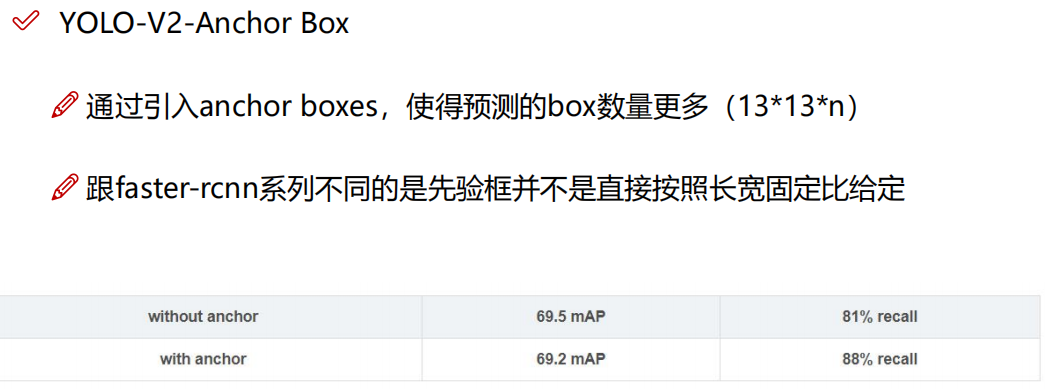 YOLO-V2-Anchor Box
通过引入anchor boxes，使得预测的box数量更多（13*13*n）
跟faster-rcnn系列不同的是先验框并不是直接按照长宽固定比给定
without anchor 69.5 mAP 81% recall
with anchor 69.2 mAP 88% recall